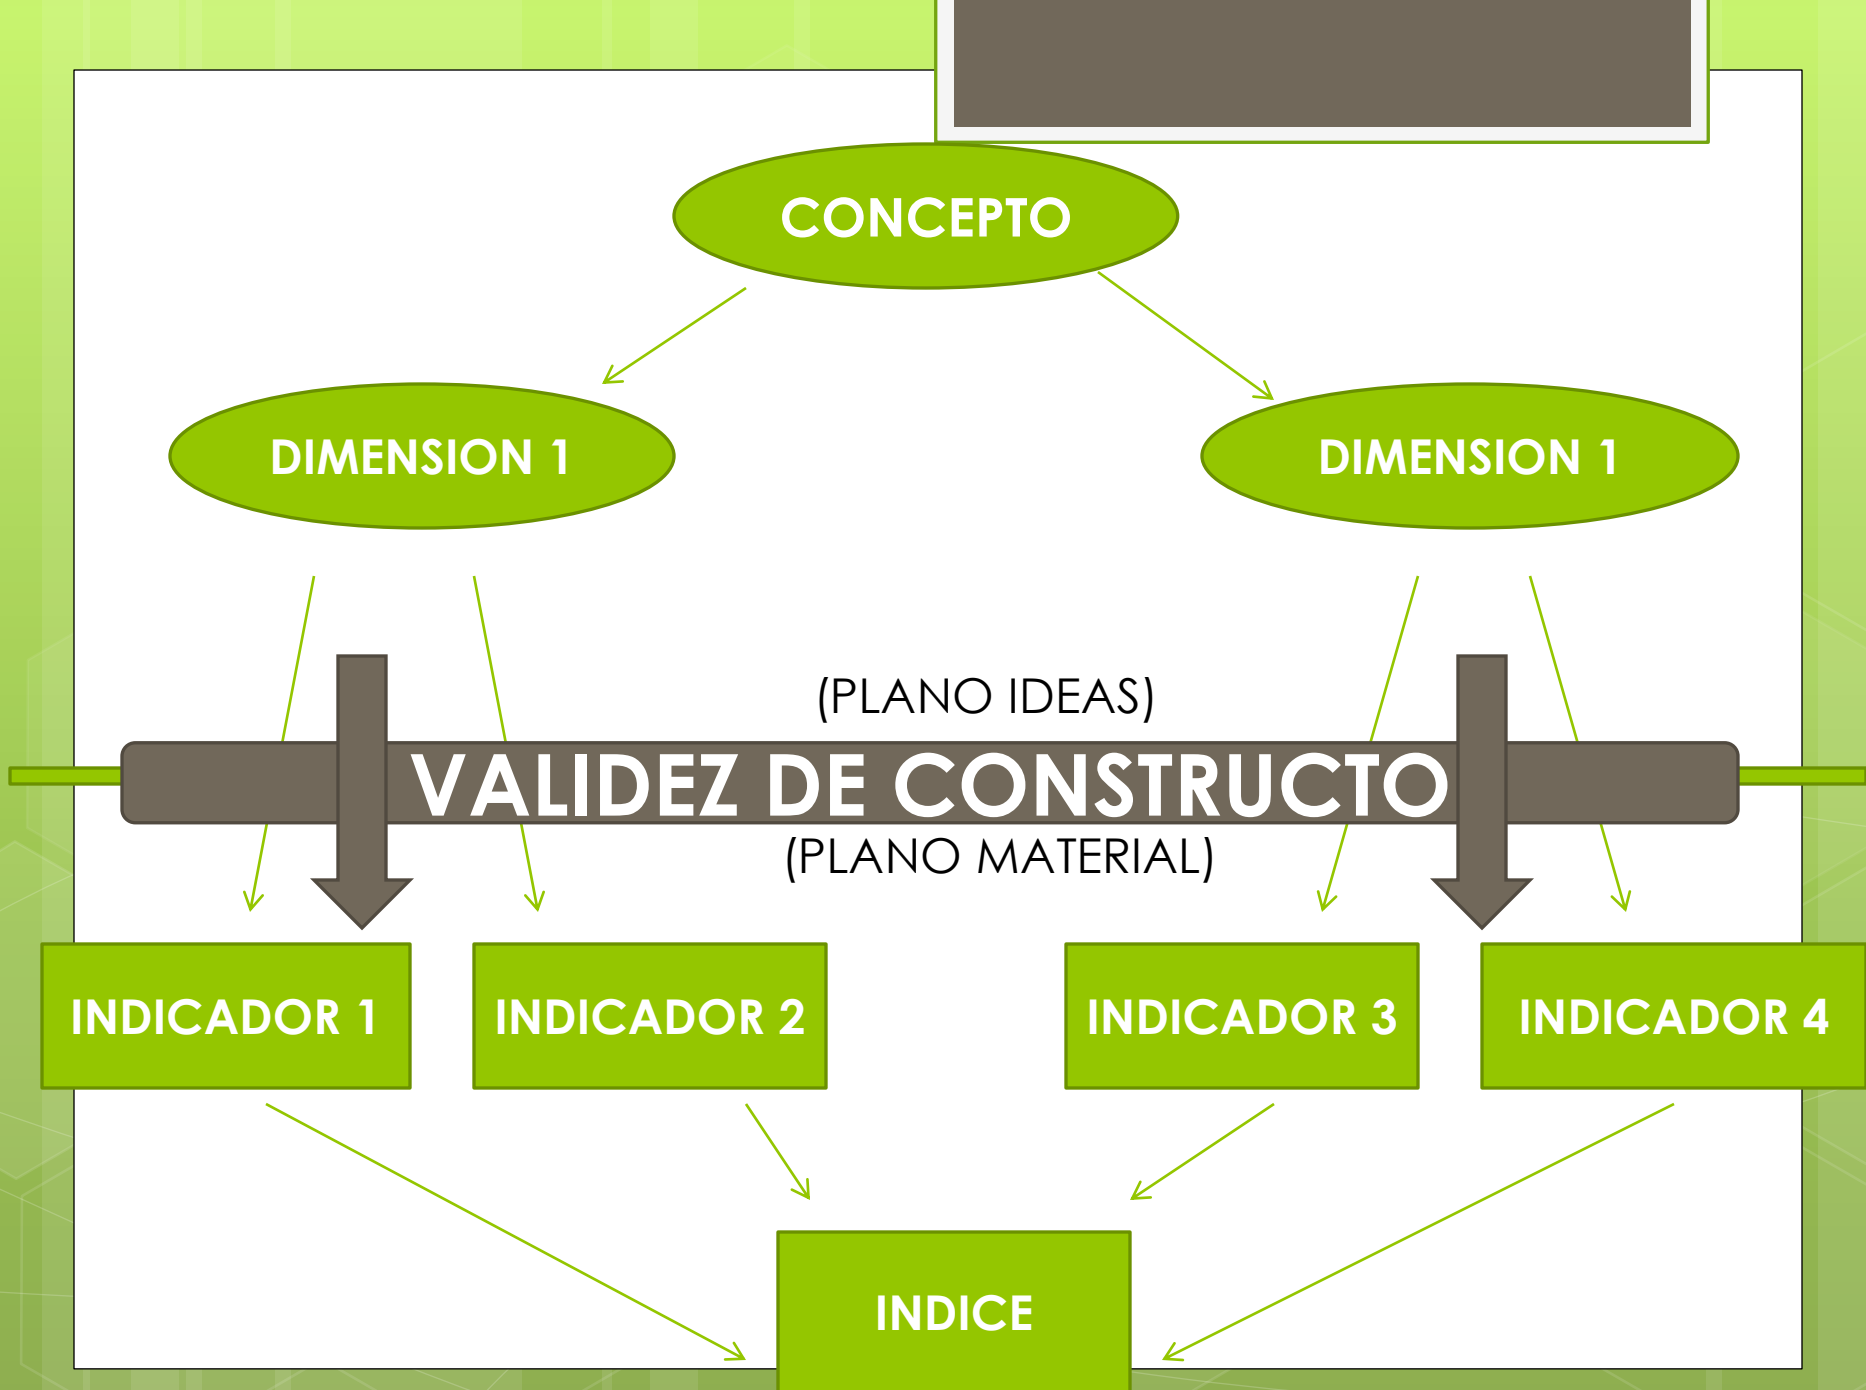 CONCEPTO
DIMENSION 1
DIMENSION 1
(PLANO IDEAS)
VALIDEZ DE CONSTRUCTO
(PLANO MATERIAL)
INDICADOR 1
INDICADOR 2
INDICADOR 3
INDICADOR 4
INDICE